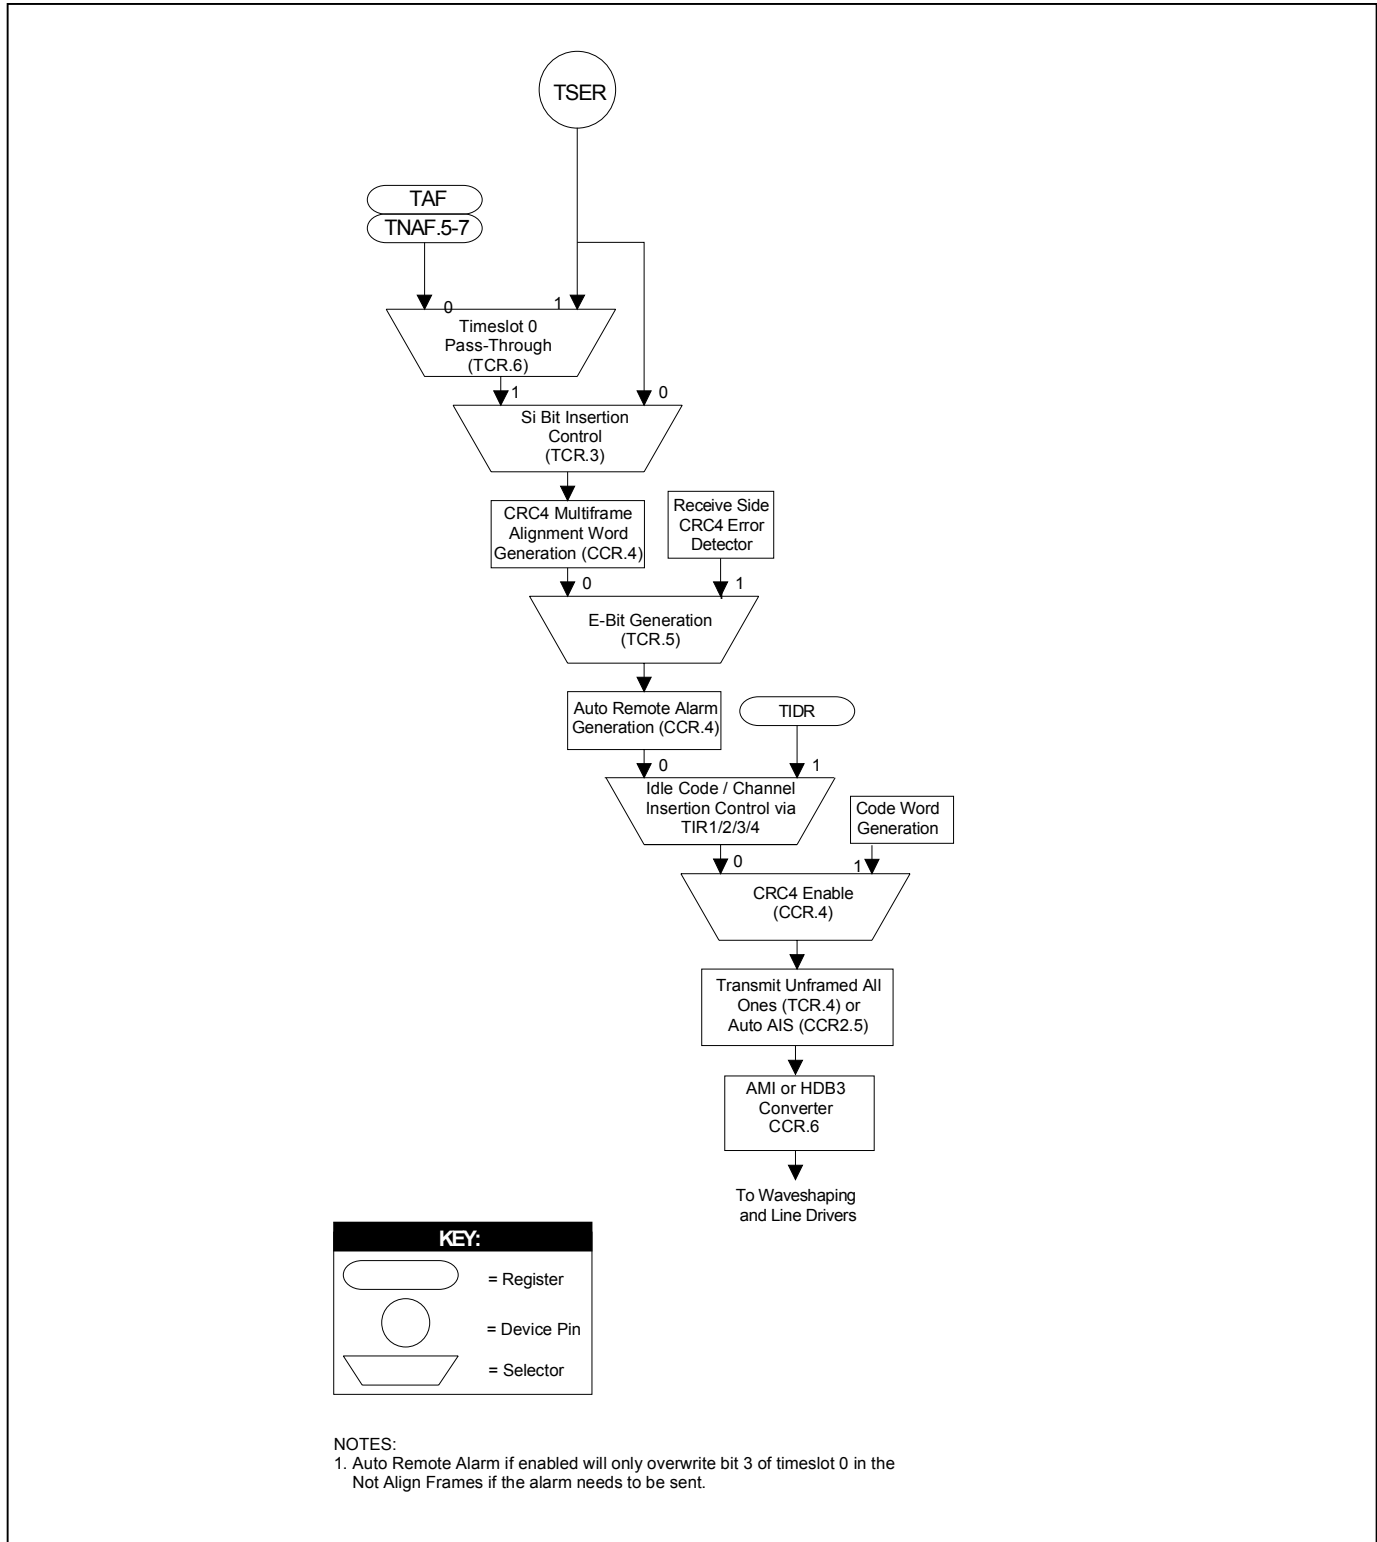 TSER
TAF
TNAF.5-7
0
1
Timeslot 0
Pass-Through
(TCR.6)
1
0
Si Bit Insertion
Control
(TCR.3)
CRC4 Multiframe
Alignment Word
Generation (CCR.4)
Receive Side
CRC4 Error
Detector
0
1
E-Bit Generation
(TCR.5)
Auto Remote Alarm
Generation (CCR.4)
TIDR
0
1
Idle Code / Channel
Insertion Control via
TIR1/2/3/4
Code Word
Generation
0
1
CRC4 Enable
(CCR.4)
Transmit Unframed All
Ones (TCR.4) or
Auto AIS (CCR2.5)
AMI or HDB3
Converter
CCR.6
To Waveshaping
and Line Drivers
KEY:
= Register
= Device Pin
= Selector
NOTES:
1. Auto Remote Alarm if enabled will only overwrite bit 3 of timeslot 0 in the
Not Align Frames if the alarm needs to be sent.